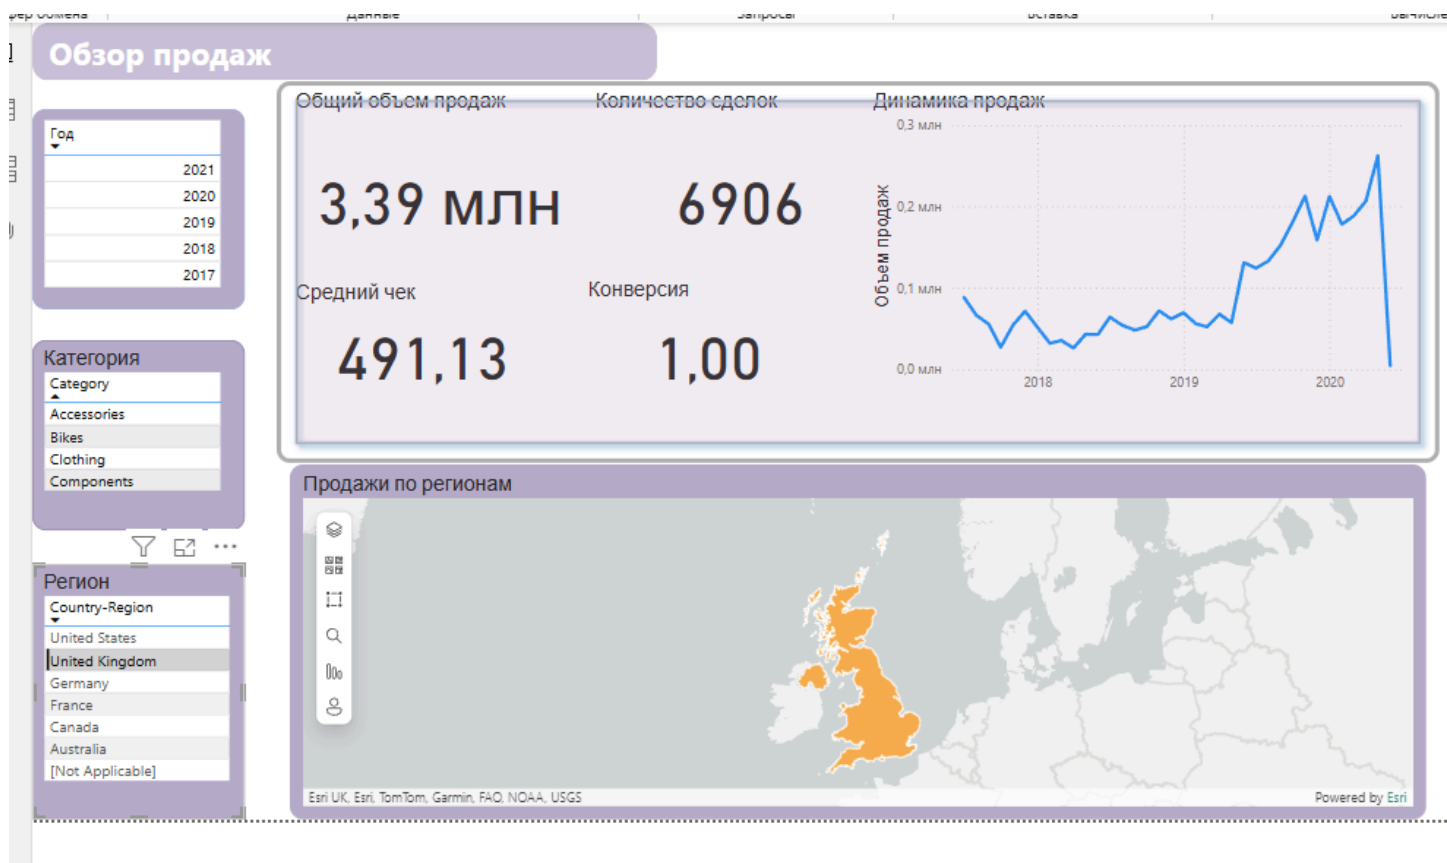 Данные
Запросы
Вставка
Обзор продаж
Год
2021
2020
2019
2018
2017
Категория
Category
Accessories
Bikes
Clothing
Components
Регион
Country-Region
United States
United Kingdom
Germany
France
Canada
Australia
[Not Applicable]
Общий объем продаж
3,39 млн
Количество сделок
6906
Средний чек
491,13
Конверсия
1,00
Динамика продаж
Объем продаж
0,3 млн
0,2 млн
0,1 млн
0,0 млн
2018
2019
2020
Продажи по регионам
Esri UK, Esri, TomTom, Garmin, FAO, NOAA, USGS
Powered by Esri